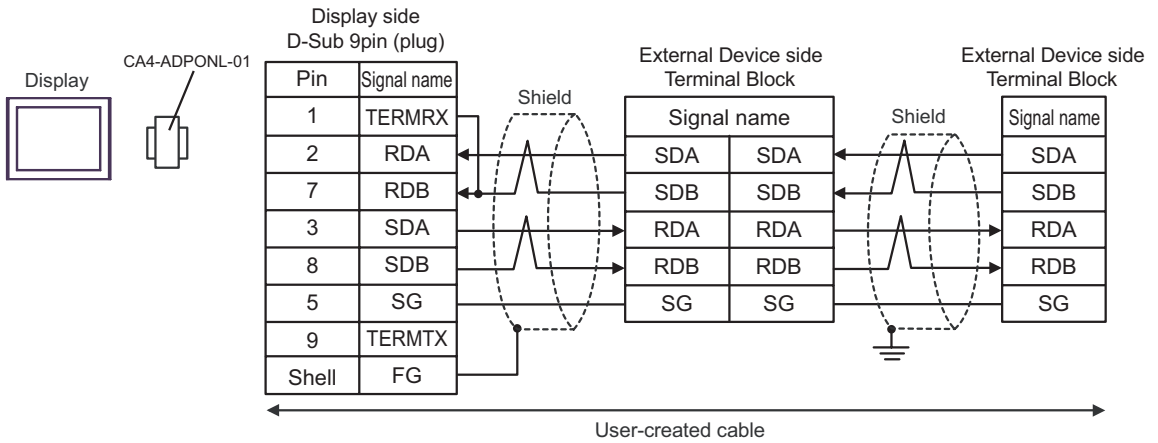 Display side
D-Sub 9pin (plug)
CA4-ADPONL-01
Display
External Device side
Terminal Block
External Device side
Terminal Block
Pin Signal name
Shield
Signal name
Shield
Signal name
1 TERMRX
2 RDA
SDA SDA
SDA
7 RDB
SDB SDB
SDB
3 SDA
RDA RDA
RDA
8 SDB
RDB RDB
RDB
5 SG
SG SG
SG
9 TERMTX
Shell FG
User-created cable